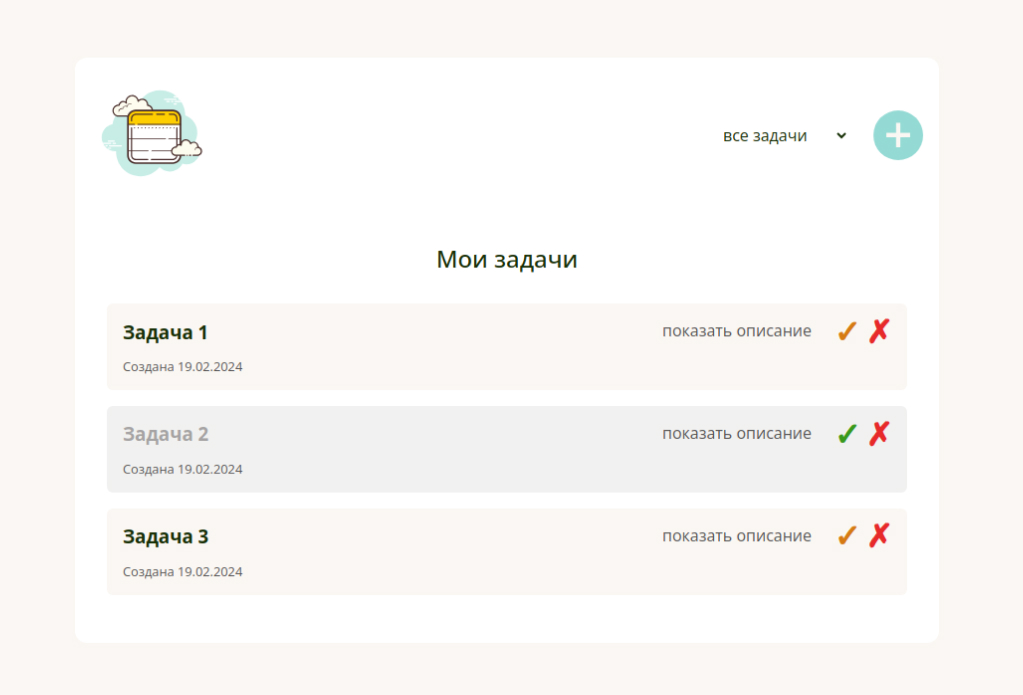 все задачи
Мои задачи
Задача 1
показать описание
Создана 19.02.2024
Задача 2
показать описание
Создана 19.02.2024
Задача 3
показать описание
Создана 19.02.2024